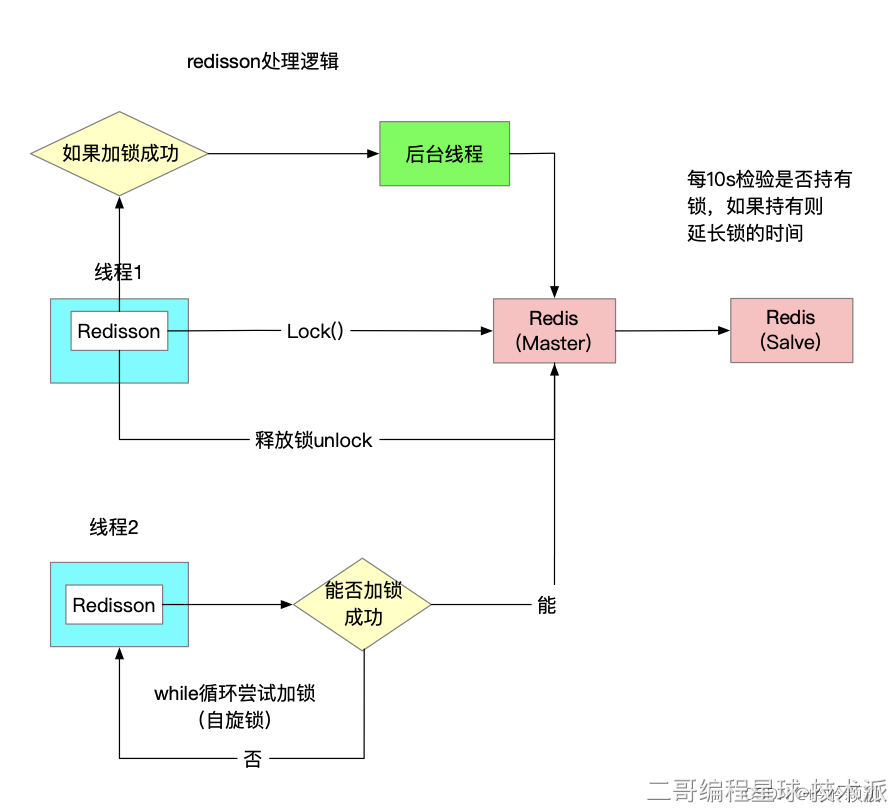 redisson处理逻辑
如果加锁成功
后台线程
每10s检验是否持有
锁，如果持有则
延长锁的时间
线程1
Redisson
Lock()
Redis
（Master）
Redis
（Salve）
释放锁unlock
线程2
Redisson
能否加锁
成功
能
while循环尝试加锁
（自旋锁）
否
二哥编程星球 技术派